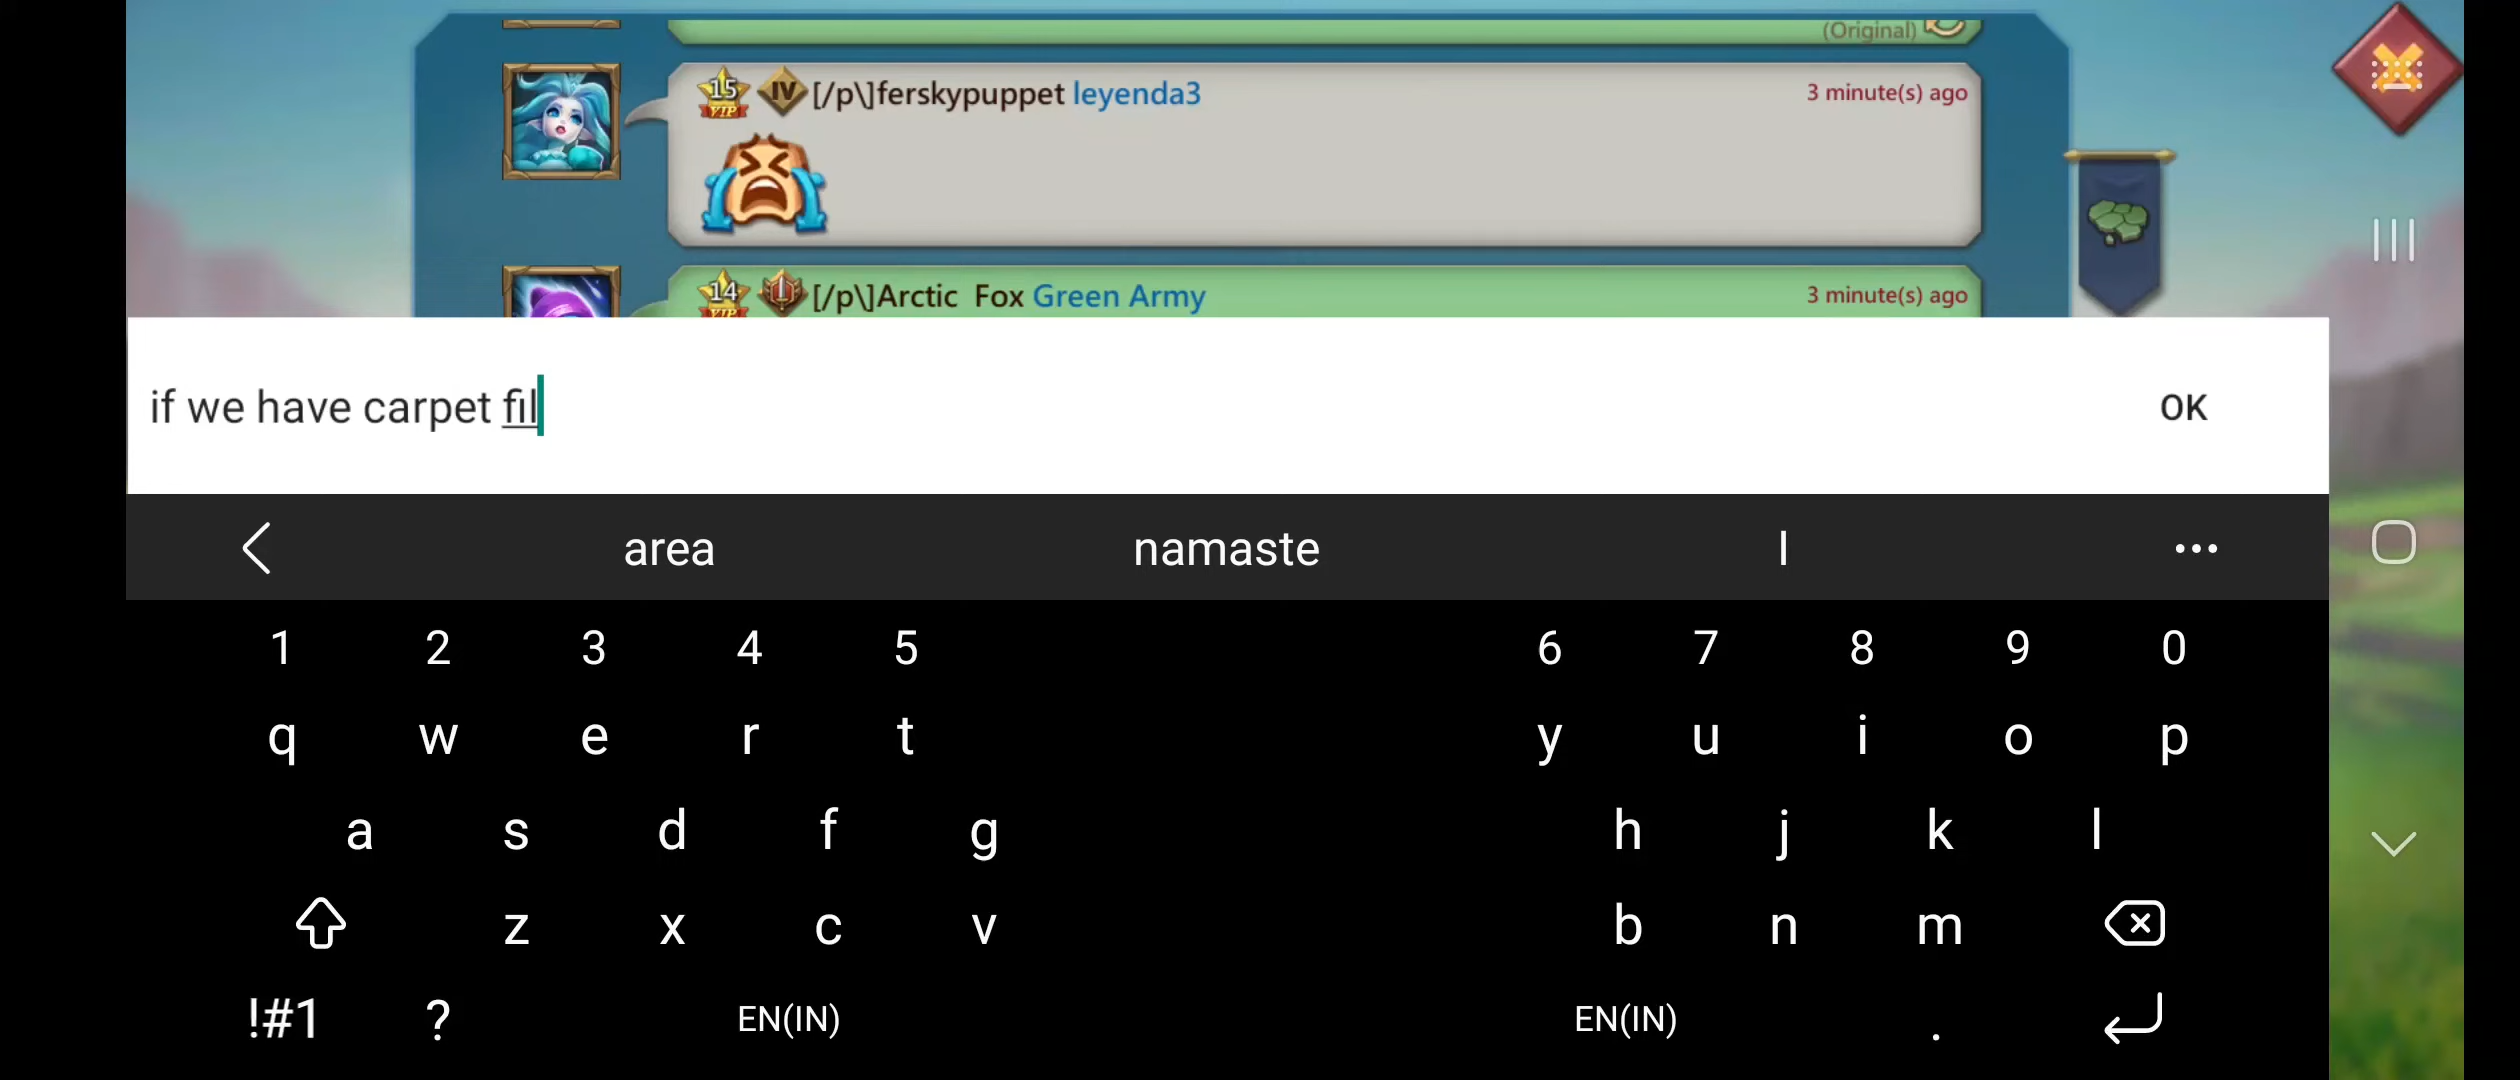 (Original)
15 VIP IV [/p\]ferskypuppet leyenda3 3 minute(s) ago
14 VIP [/p\]Arctic Fox Green Army 3 minute(s) ago
if we have carpet fil OK
area namaste I ...
1 2 3 4 5 6 7 8 9 0
q w e r t y u i o p
a s d f g h j k l
z x c v b n m
!#1 ? EN(IN) EN(IN) .